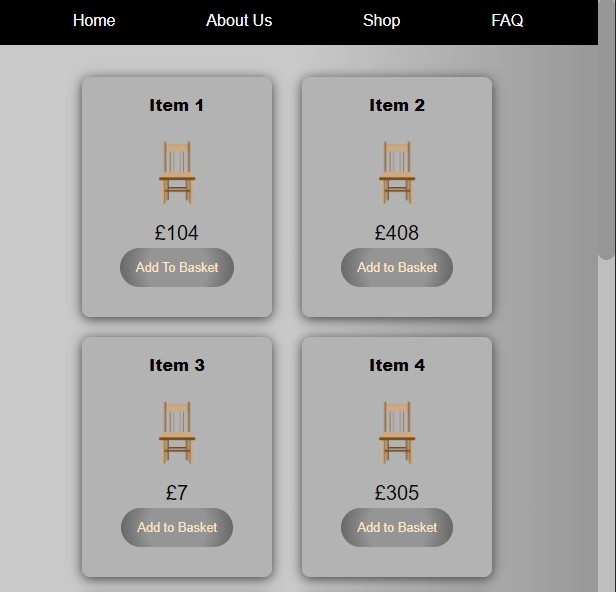 Home About Us Shop FAQ
Item 1
£104
Add To Basket
Item 2
£408
Add to Basket
Item 3
£7
Add to Basket
Item 4
£305
Add to Basket